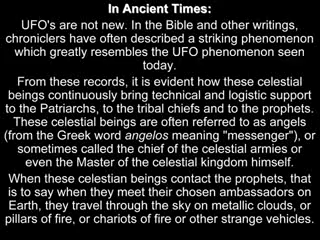 In Ancient Times:
UFO's are not new. In the Bible and other writings,
chroniclers have often described a striking phenomenon
which greatly resembles the UFO phenomenon seen
today.
From these records, it is evident how these celestial
beings continuously bring technical and logistic support
to the Patriarchs, to the tribal chiefs and to the prophets.
These celestial beings are often referred to as angels
(from the Greek word angelos meaning "messenger"), or
sometimes called the chief of the celestial armies or
even the Master of the celestial kingdom himself.
When these celestian beings contact the prophets, that
is to say when they meet their chosen ambassadors on
Earth, they travel through the sky on metallic clouds, or
pillars of fire, or chariots of fire or other strange vehicles.